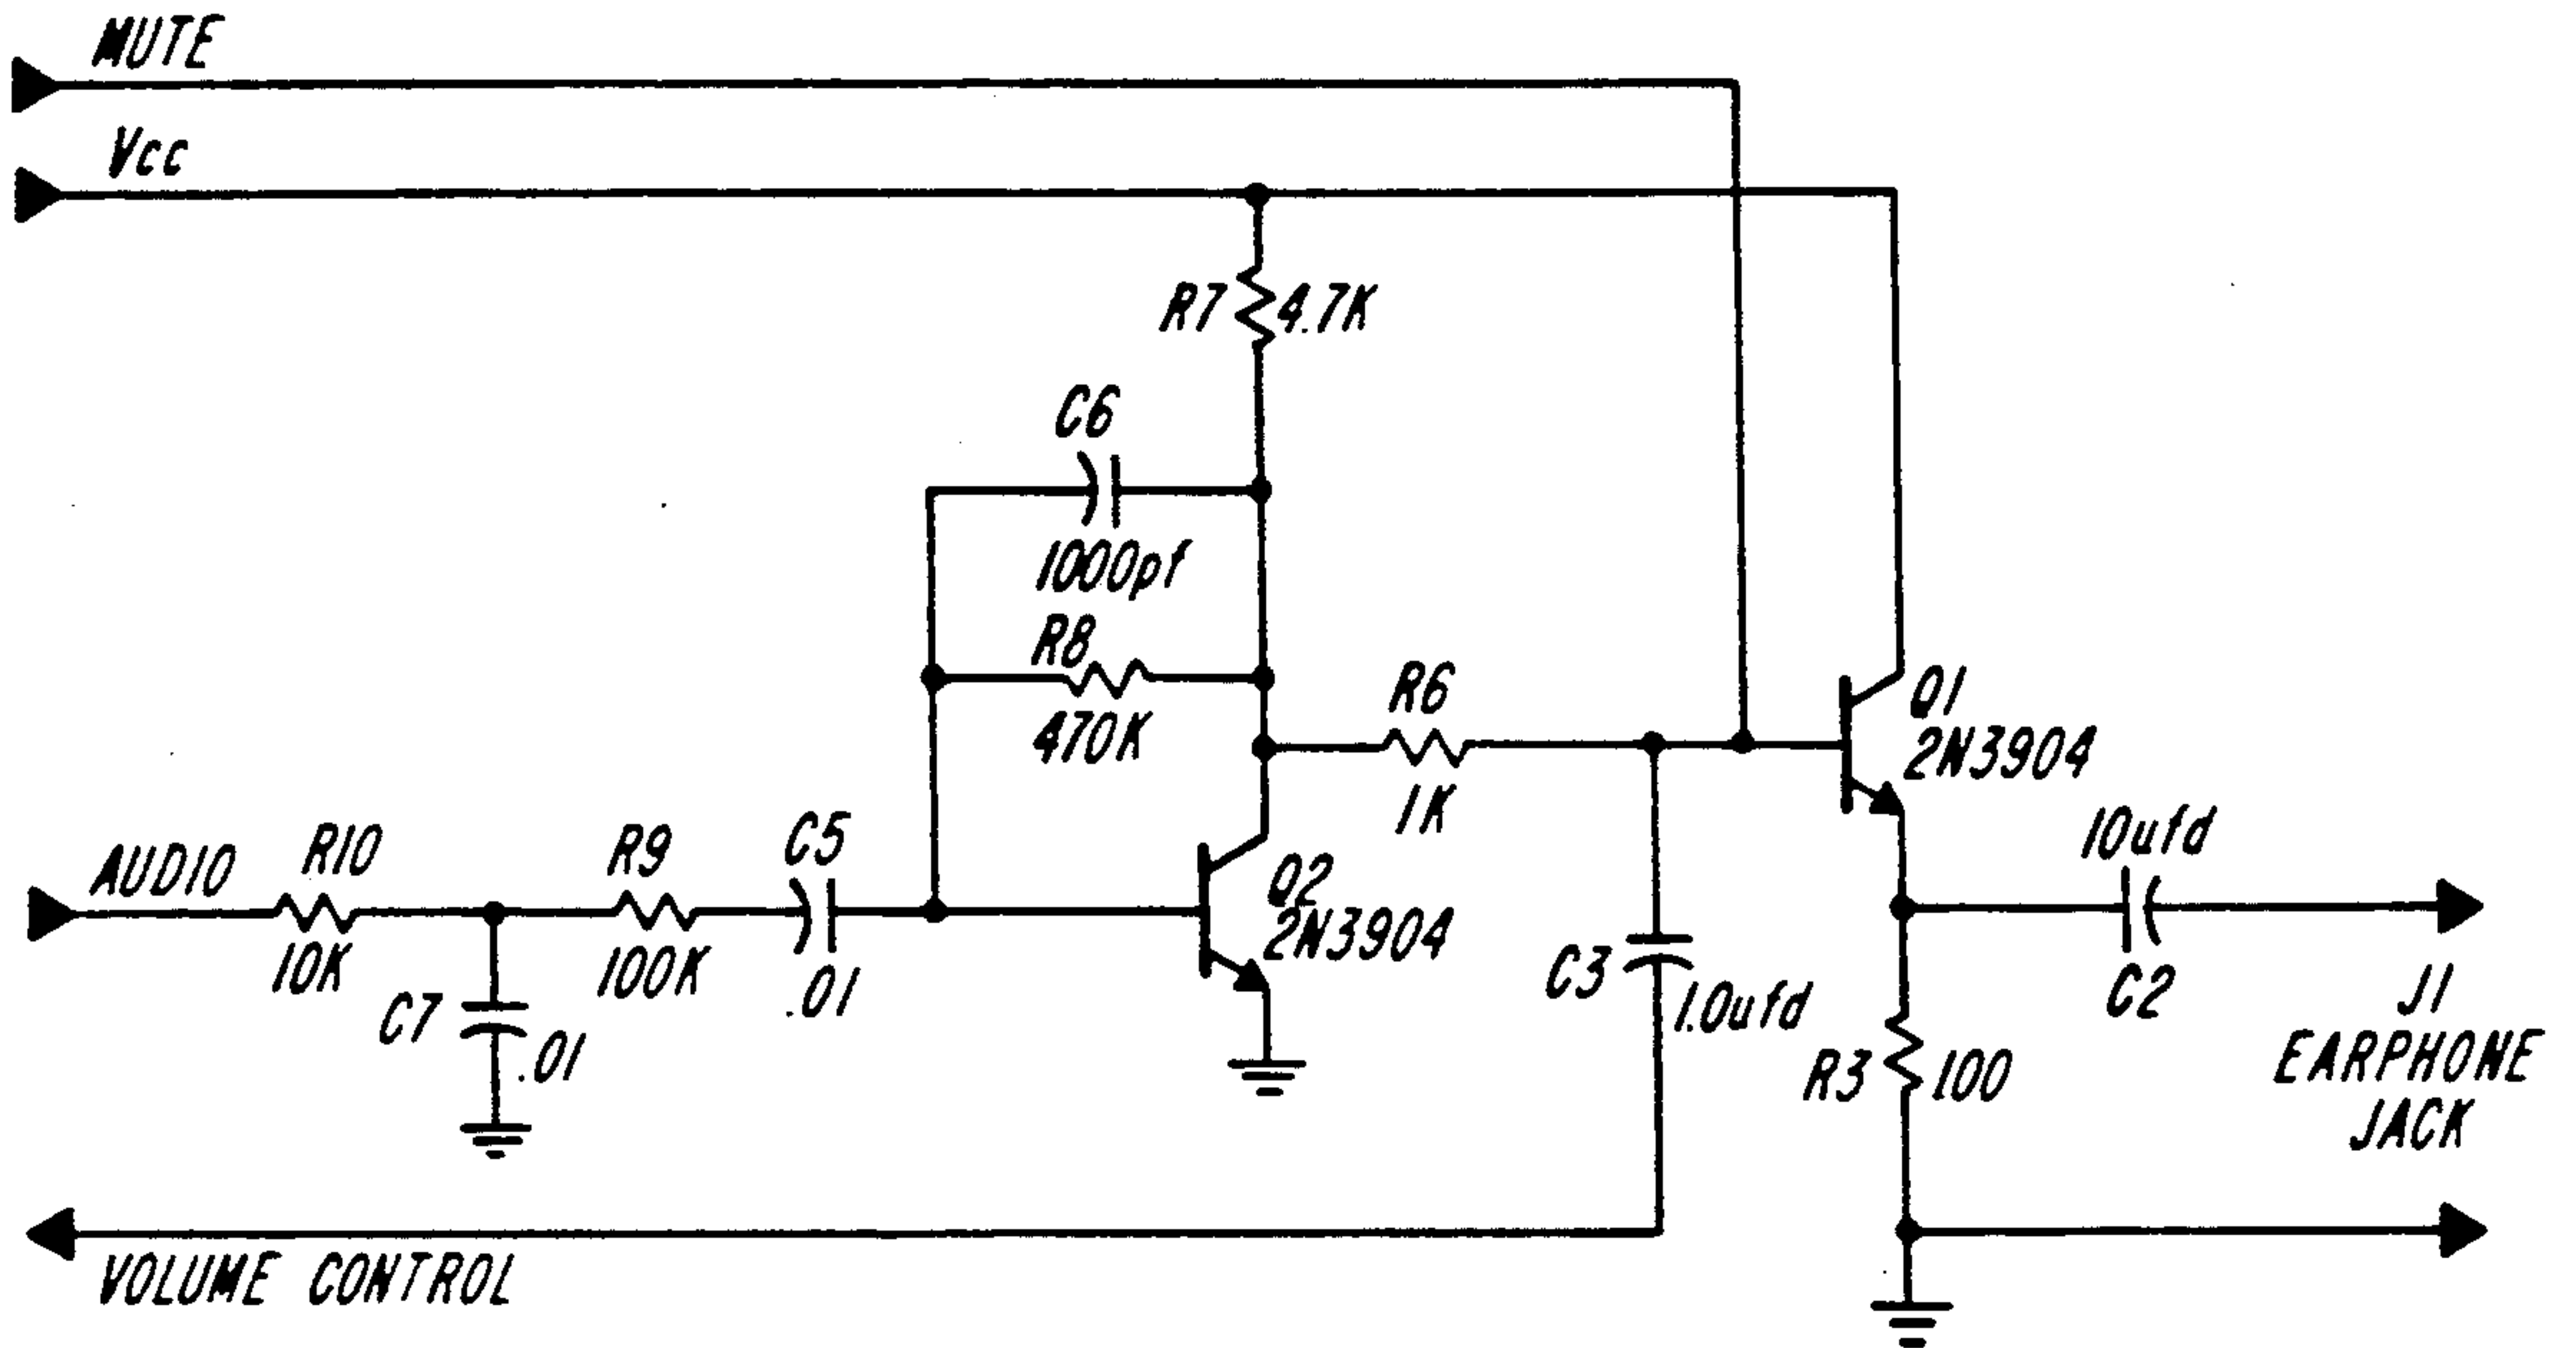 MUTE
Vcc
R7 4.7K
C6
1000pf
R8
470K
R6
1K
Q1
2N3904
AUDIO
R10
10K
C7
.01
R9
100K
C5
.01
Q2
2N3904
C3
1.0ufd
10ufd
C2
R3 100
J1
EARPHONE
JACK
VOLUME CONTROL